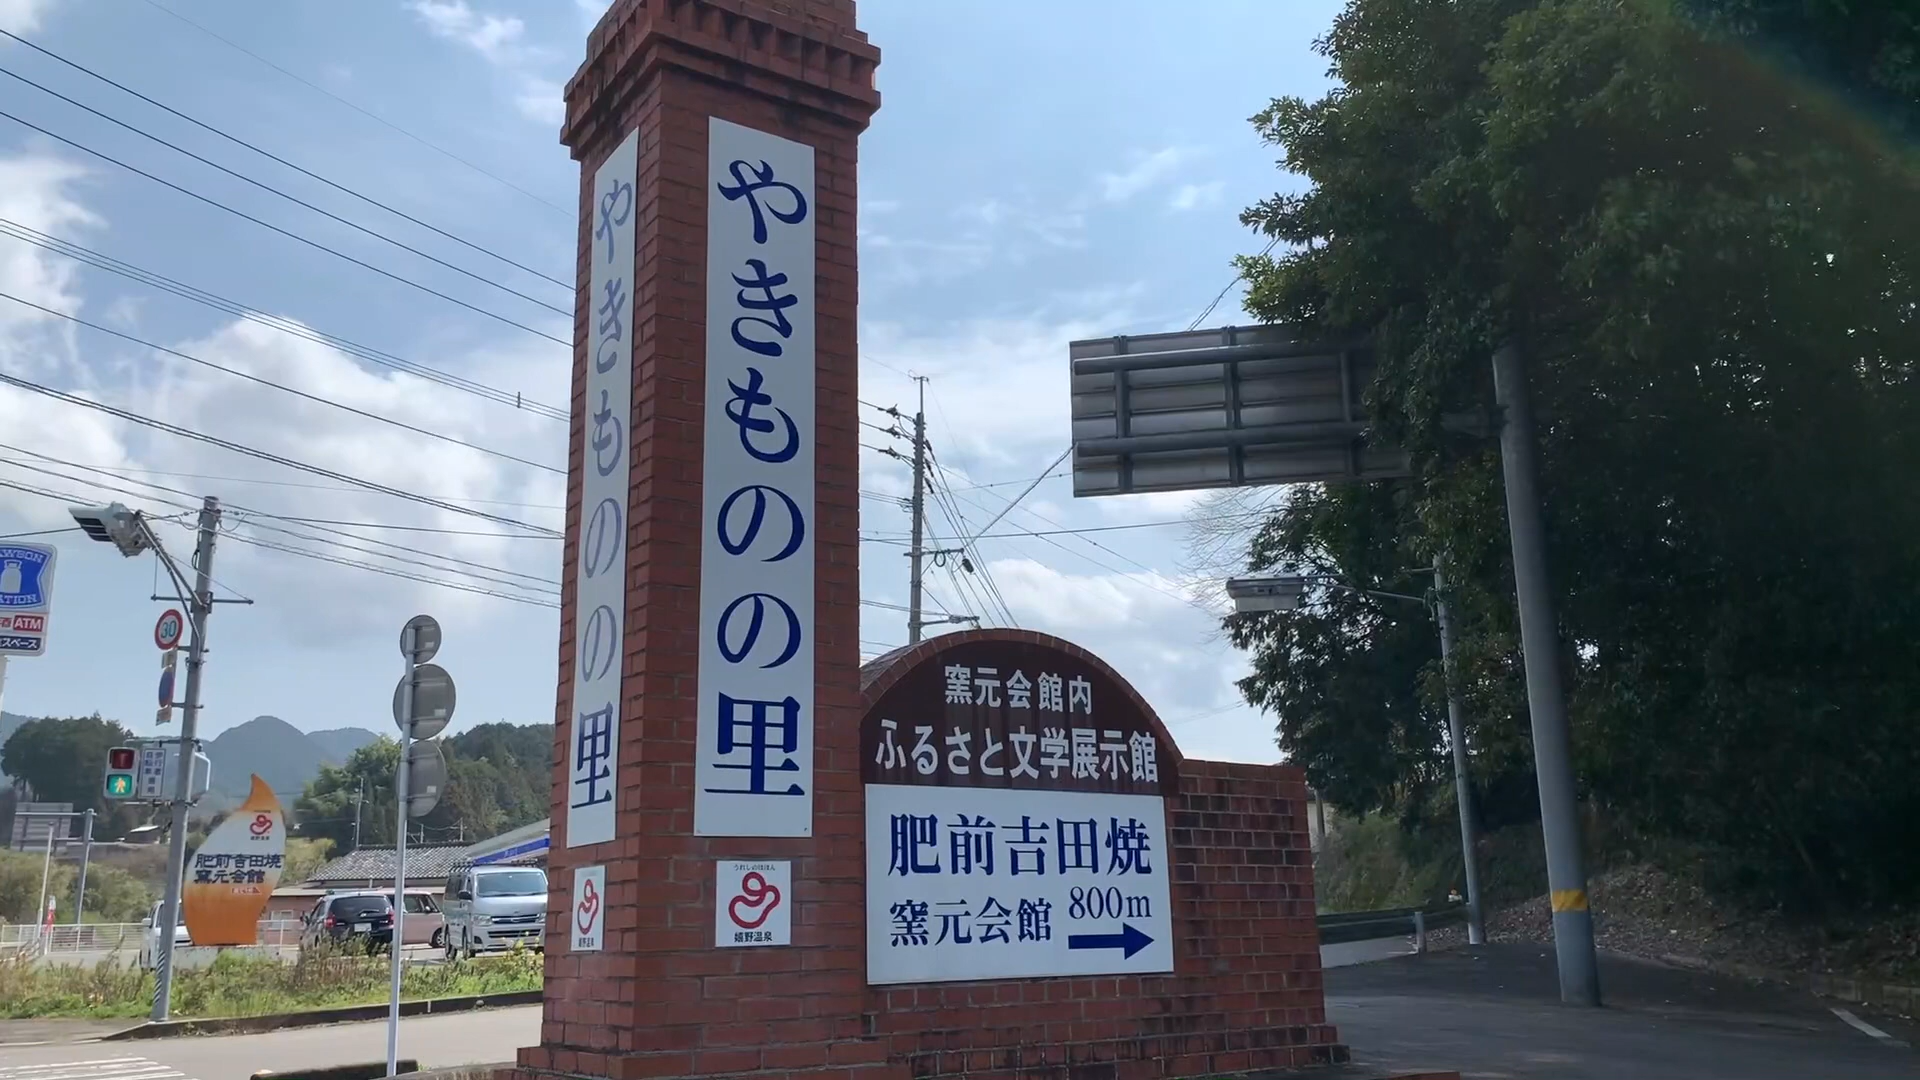 やきものの里
やきものの里
窯元会館内
ふるさと文学展示館
肥前吉田焼
窯元会館
800m
うれしのほほん
嬉野温泉
嬉野温泉
肥前吉田焼
窯元会館
30
ATM